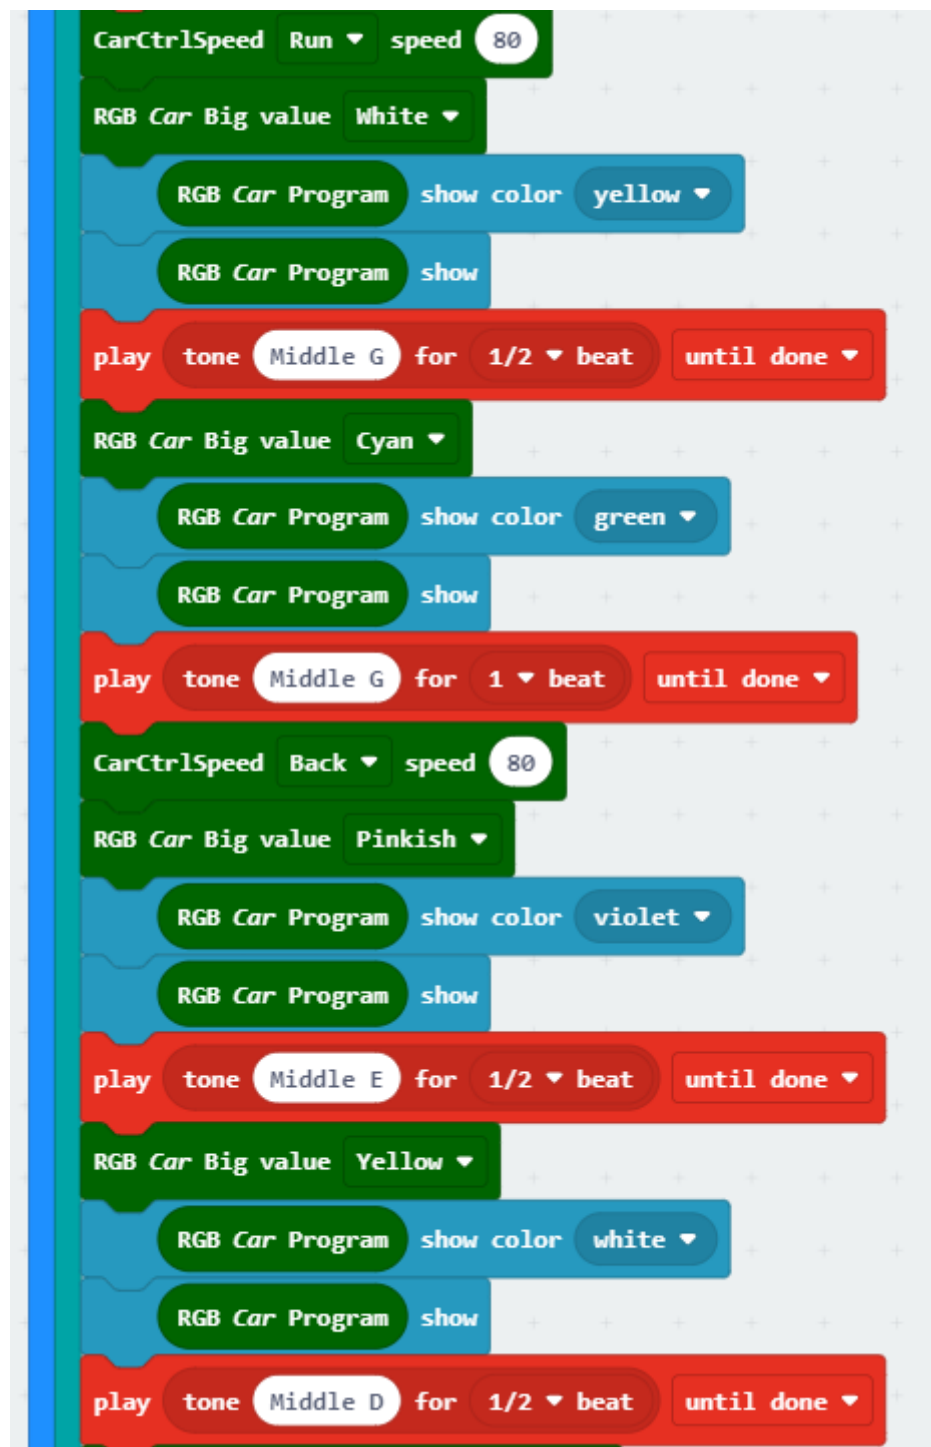 CarCtrlSpeed Run speed 80
RGB Car Big value White
RGB Car Program show color yellow
RGB Car Program show
play tone Middle G for 1/2 beat until done
RGB Car Big value Cyan
RGB Car Program show color green
RGB Car Program show
play tone Middle G for 1 beat until done
CarCtrlSpeed Back speed 80
RGB Car Big value Pinkish
RGB Car Program show color violet
RGB Car Program show
play tone Middle E for 1/2 beat until done
RGB Car Big value Yellow
RGB Car Program show color white
RGB Car Program show
play tone Middle D for 1/2 beat until done